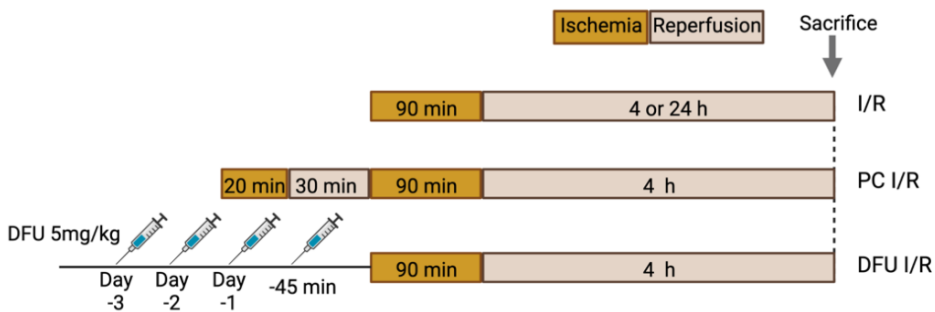 Ischemia Reperfusion Sacrifice
90 min 4 or 24 h I/R
20 min 30 min 90 min 4 h PC I/R
DFU 5mg/kg
90 min 4 h DFU I/R
Day Day Day -45 min
-3 -2 -1